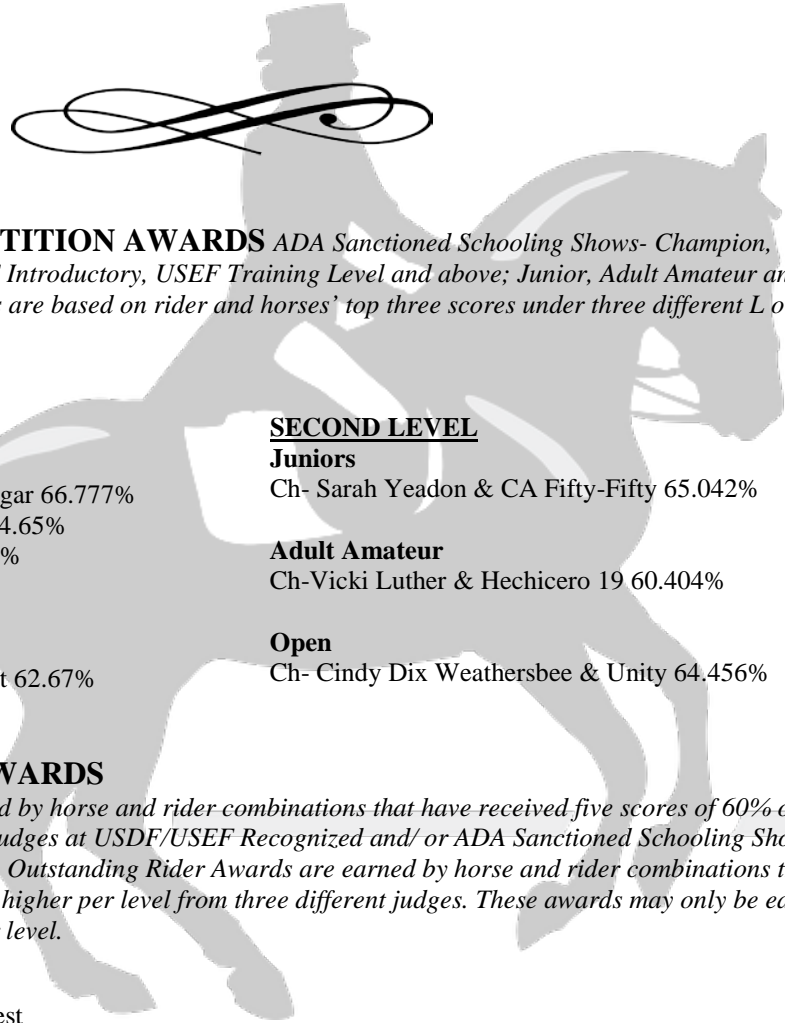 TITION AWARDS ADA Sanctioned Schooling Shows- Champion,
Introductory, USEF Training Level and above; Junior, Adult Amateur an
are based on rider and horses’ top three scores under three different L o
gar 66.777%
4.65%
%
t 62.67%
SECOND LEVEL
Juniors
Ch- Sarah Yeadon & CA Fifty-Fifty 65.042%
Adult Amateur
Ch-Vicki Luther & Hechicero 19 60.404%
Open
Ch- Cindy Dix Weathersbee & Unity 64.456%
WARDS
d by horse and rider combinations that have received five scores of 60% o
udges at USDF/USEF Recognized and/ or ADA Sanctioned Schooling Sho
Outstanding Rider Awards are earned by horse and rider combinations t
higher per level from three different judges. These awards may only be ea
level.
est